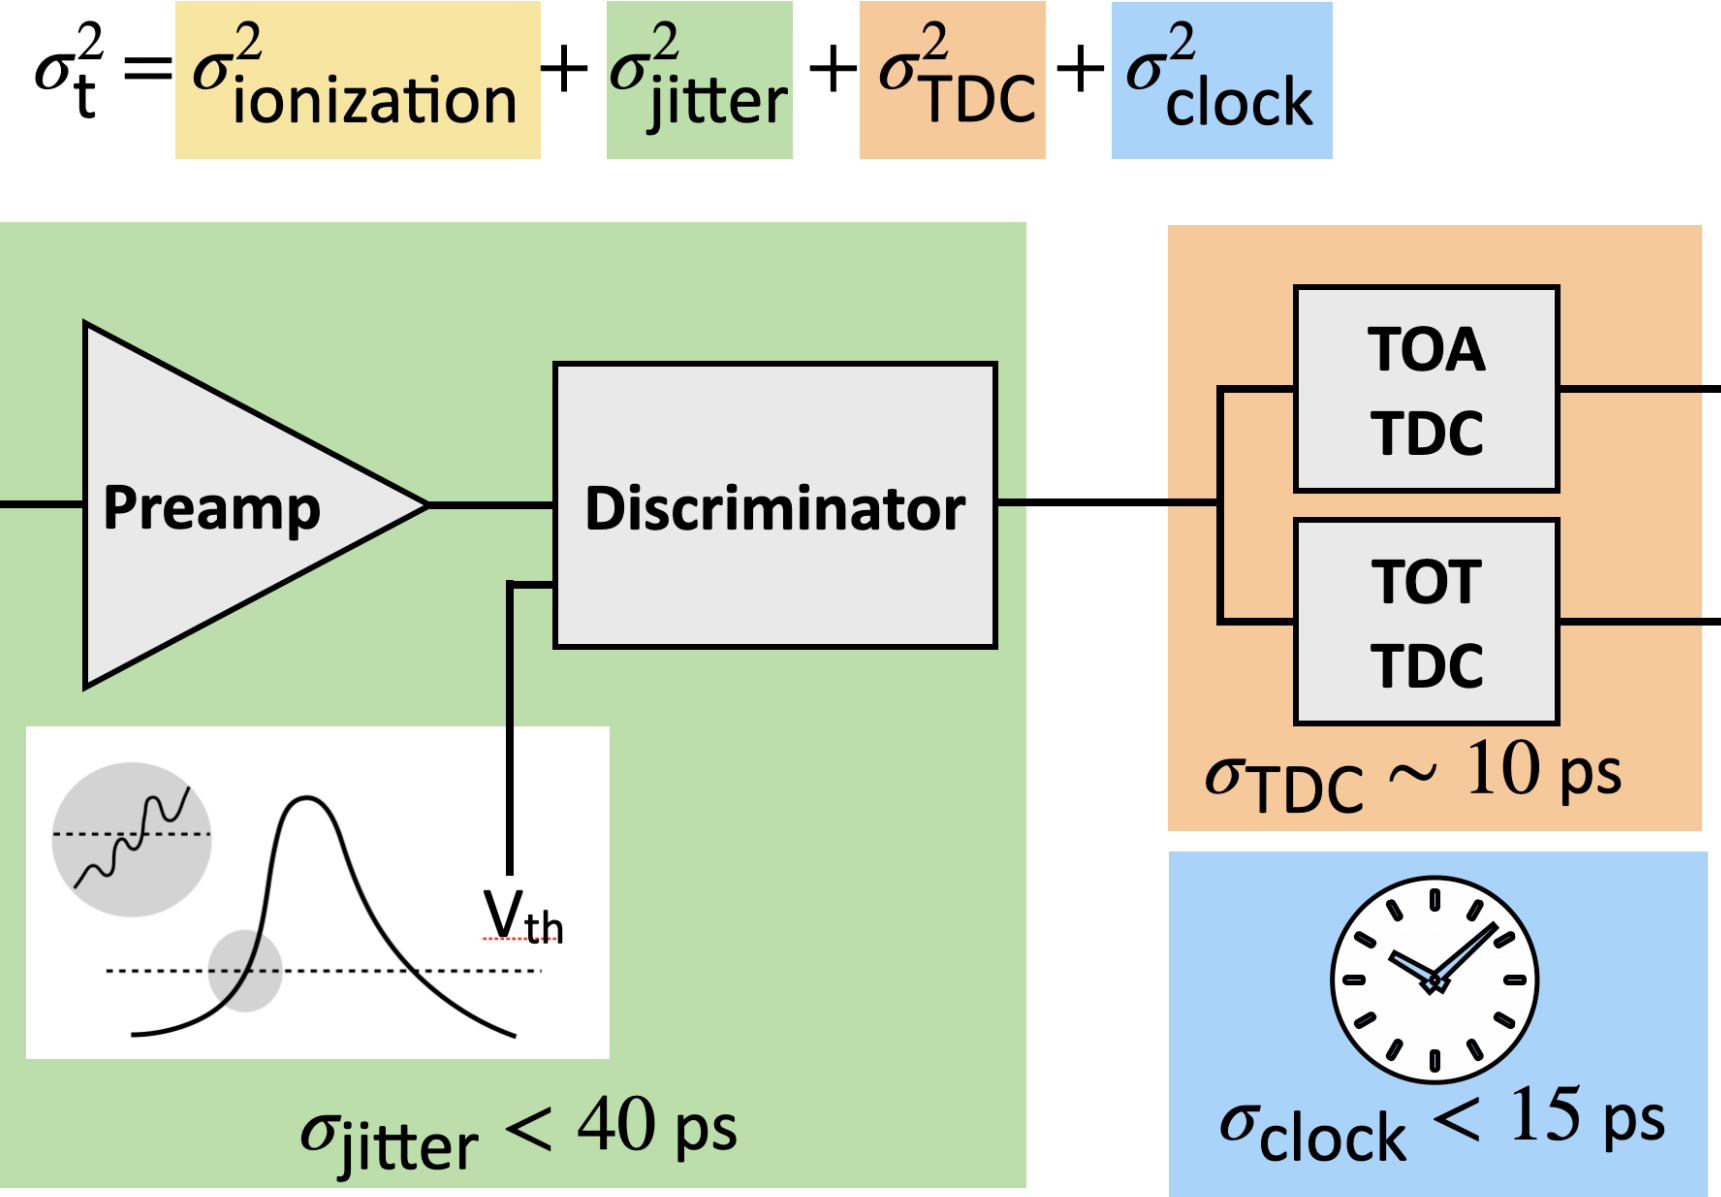 σ²t = σ²ionization + σ²jitter + σ²TDC + σ²clock
TOA
TDC
Preamp
Discriminator
TOT
TDC
σTDC ~ 10 ps
Vth
σjitter < 40 ps
σclock < 15 ps